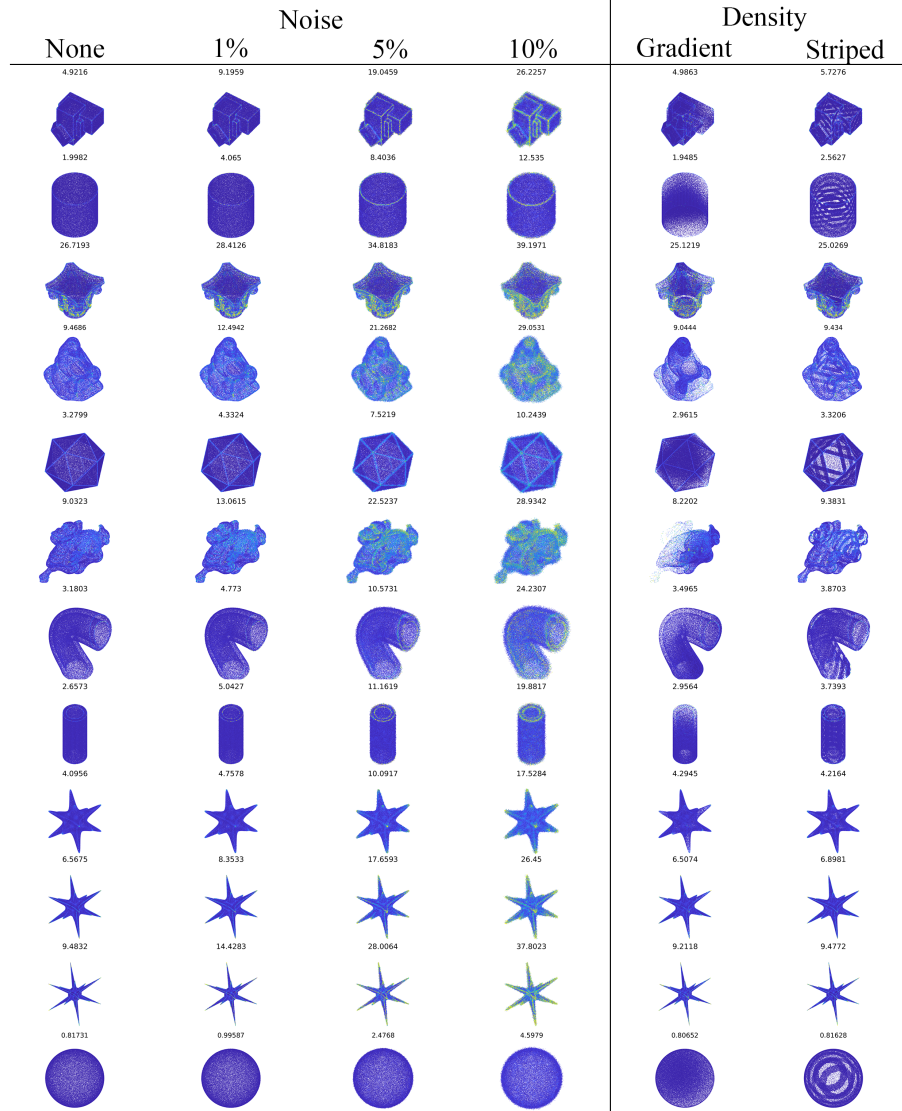 Noise Density
None 1% 5% 10% Gradient Striped
4.9216 9.1959 19.0459 26.2257 4.9863 5.7276
1.9982 4.065 8.4036 12.535 1.9485 2.5627
26.7193 28.4126 34.8183 39.1971 25.1219 25.0269
9.4686 12.4942 21.2682 29.0531 9.0444 9.434
3.2799 4.3324 7.5219 10.2439 2.9615 3.3206
9.0323 13.0615 22.5237 28.9342 8.2202 9.3831
3.1803 4.773 10.5731 24.2307 3.4965 3.8703
2.6573 5.0427 11.1619 19.8817 2.9564 3.7393
4.0956 4.7578 10.0917 17.5284 4.2945 4.2164
6.5675 8.3533 17.6593 26.45 6.5074 6.8981
9.4832 14.4283 28.0064 37.8023 9.2118 9.4772
0.81731 0.99587 2.4768 4.5979 0.80652 0.81628